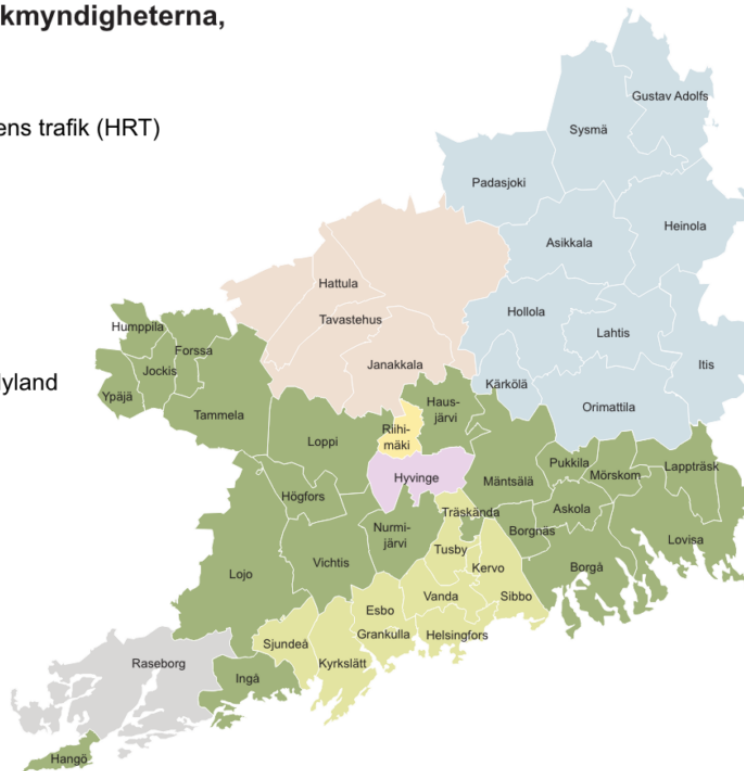 kmyndigheterna,
Gustav Adolfs
Sysmä
ens trafik (HRT)
Padasjoki
Heinola
Asikkala
Hattula
Hollola
Tavastehus
Humppila
Lahtis
Forssa
Janakkala
Itis
Jockis
nyland
Kärkölä
Ypäjä
Haus-
järvi
Orimattila
Tammela
Riihi-
mäki
Loppi
Pukkila
Lappträsk
Mörskom
Hyvinge
Mäntsälä
Högfors
Askola
Träskända
Nurmi-
järvi
Borgnäs
Lovisa
Tusby
Vichtis
Kervo
Borgå
Lojo
Vanda
Sibbo
Esbo
Grankulla
Helsingfors
Sjundeå
Raseborg
Kyrkslätt
Ingå
Hangö